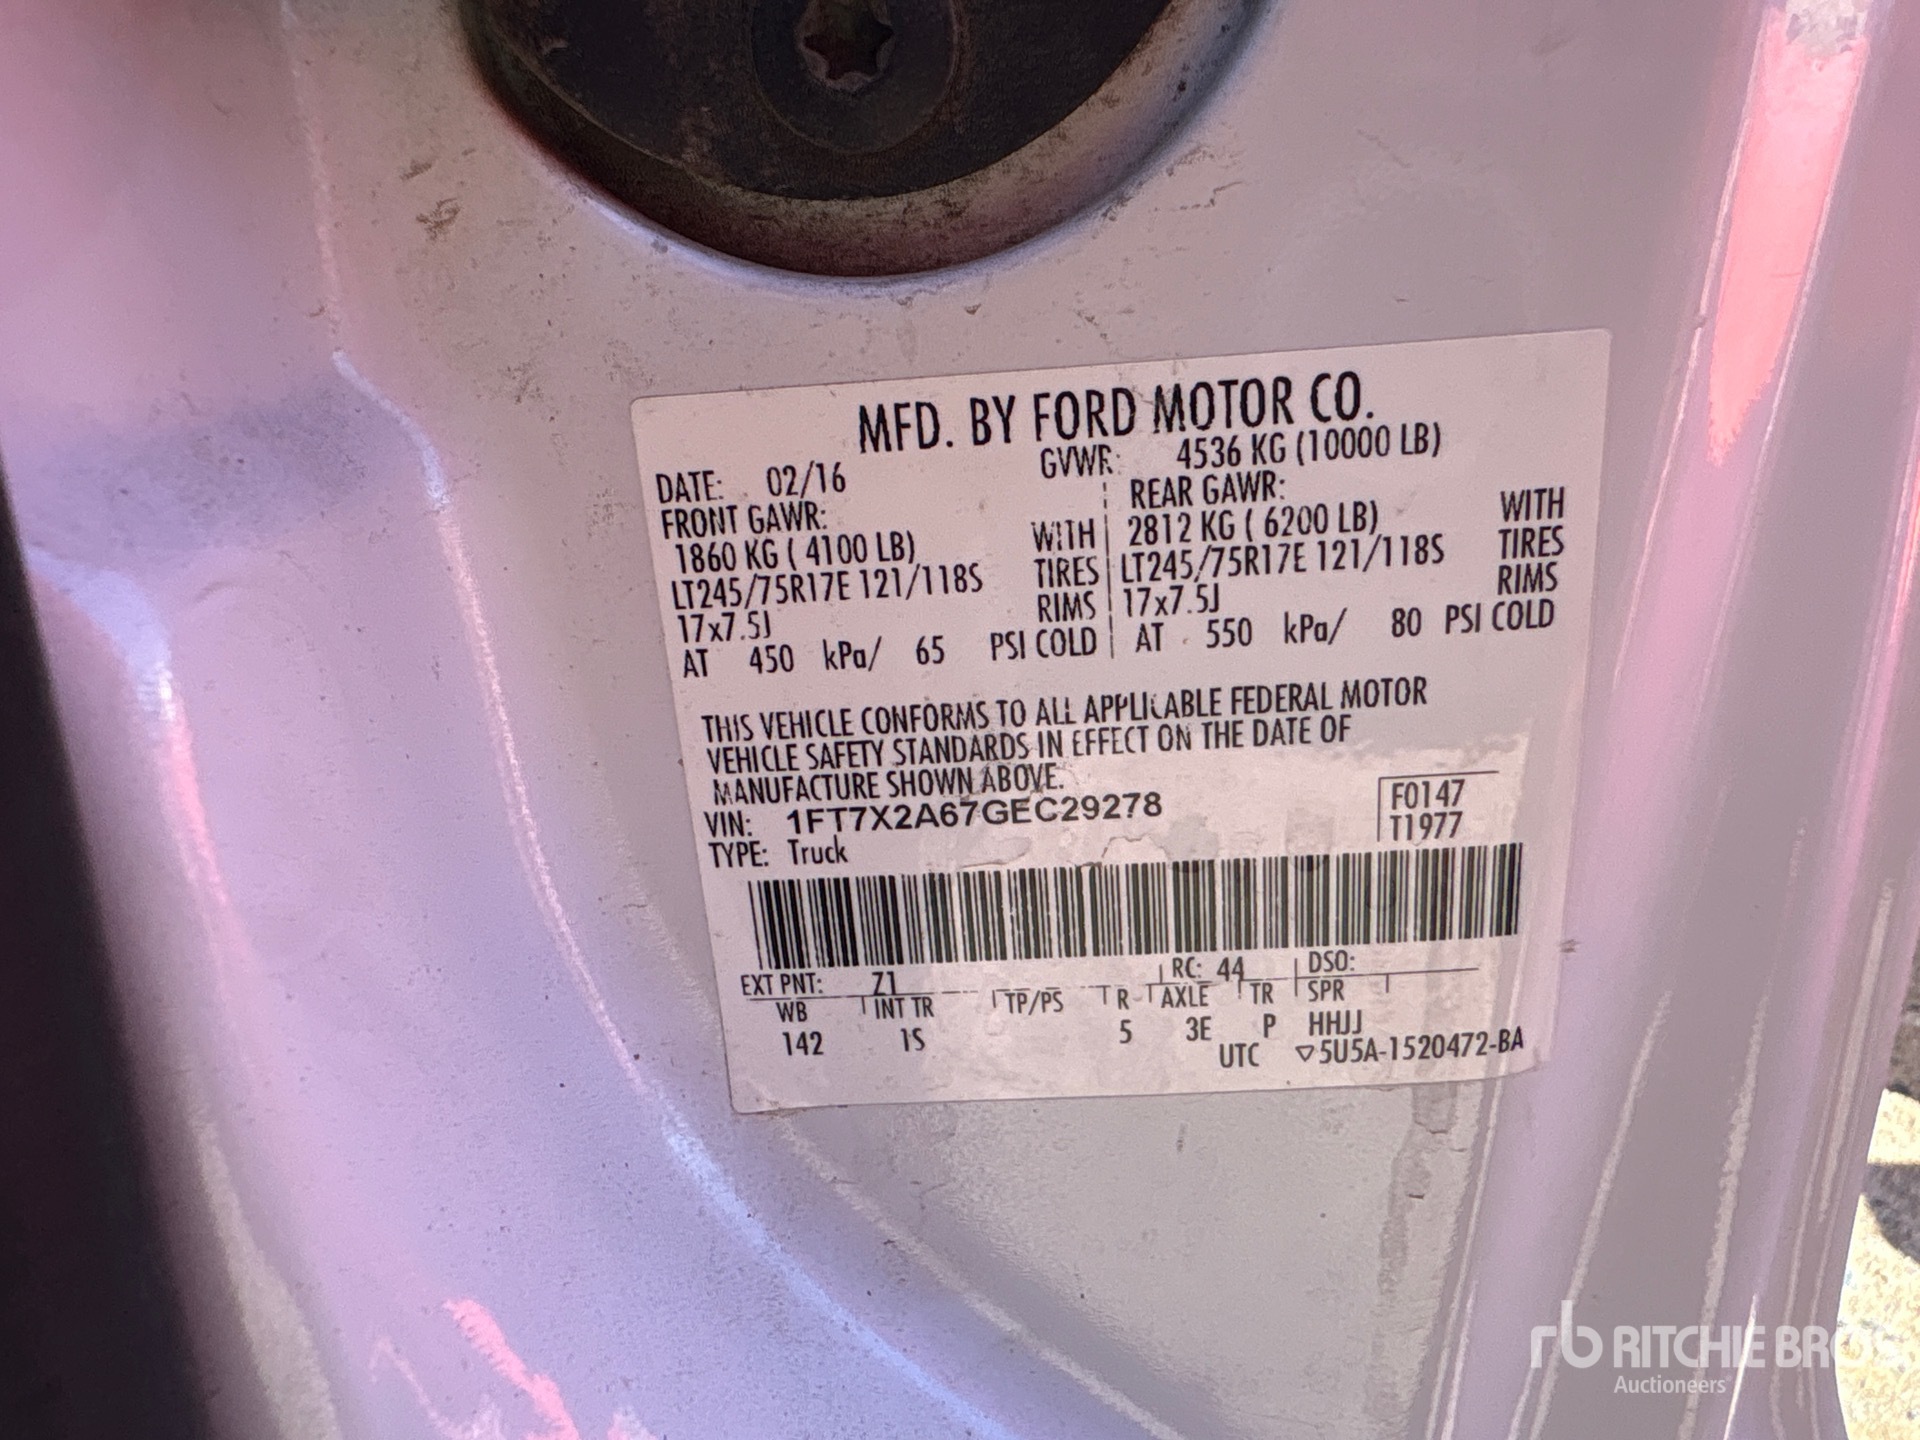 MFD. BY FORD MOTOR CO.
DATE: 02/16 GVWR: 4536 KG (10000 LB)
FRONT GAWR: REAR GAWR:
1860 KG ( 4100 LB) WITH 2812 KG ( 6200 LB) WITH
LT245/75R17E 121/118S TIRES LT245/75R17E 121/118S TIRES
17x7.5J RIMS 17x7.5J RIMS
AT 450 kPa/ 65 PSI COLD AT 550 kPa/ 80 PSI COLD
THIS VEHICLE CONFORMS TO ALL APPLICABLE FEDERAL MOTOR
VEHICLE SAFETY STANDARDS IN EFFECT ON THE DATE OF
MANUFACTURE SHOWN ABOVE.
VIN: 1FT7X2A67GEC29278 F0147
TYPE: Truck T1977
EXT PNT: Z1 RC: 44 DSO:
WB INT TR TP/PS R AXLE TR SPR
142 1S 5 3E P HHJJ
UTC ▽5U5A-1520472-BA
rb RITCHIE BROS
Auctioneers